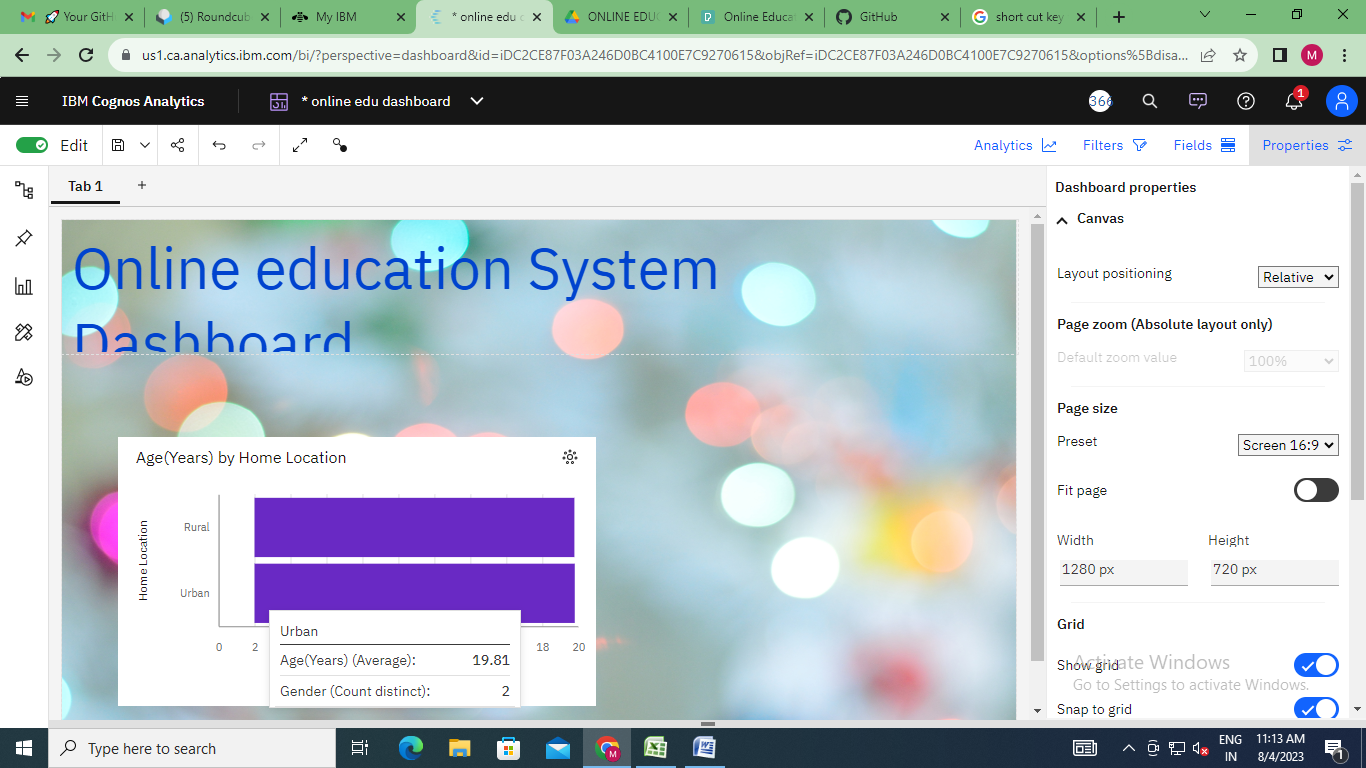 Your GitH
(5) Roundcub
My IBM
* online edu d
ONLINE EDUC
Online Educat
GitHub
short cut key
us1.ca.analytics.ibm.com/bi/?perspective=dashboard&id=iDC2CE87F03A246D0BC4100E7C9270615&objRef=iDC2CE87F03A246D0BC4100E7C9270615&options%5Bdisa...
M
IBM Cognos Analytics
* online edu dashboard
366
1
Edit
Analytics
Filters
Fields
Properties
Tab 1
Dashboard properties
Canvas
Online education System
Dashboard
Layout positioning
Relative
Page zoom (Absolute layout only)
Default zoom value
100%
Page size
Preset
Screen 16:9
Fit page
Width
Height
1280 px
720 px
Grid
Show grid
Snap to grid
Age(Years) by Home Location
Home Location
Rural
Urban
0
2
18
20
Urban
Age(Years) (Average):
19.81
Gender (Count distinct):
2
Activate Windows
Go to Settings to activate Windows.
Type here to search
M
ENG
IN
11:13 AM
8/4/2023
1